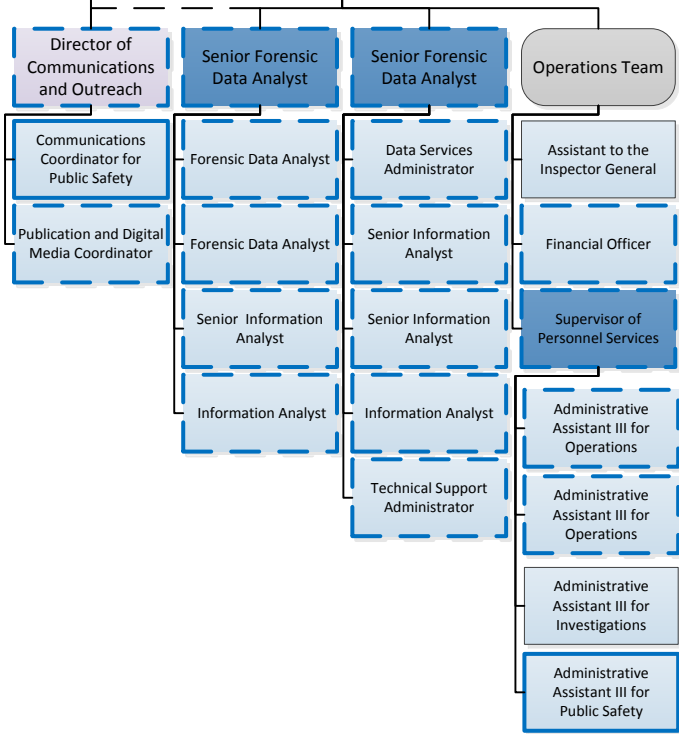 Director of
Communications
and Outreach
Communications
Coordinator for
Public Safety
Publication and Digital
Media Coordinator
Senior Forensic
Data Analyst
Forensic Data Analyst
Forensic Data Analyst
Senior Information
Analyst
Information Analyst
Senior Forensic
Data Analyst
Data Services
Administrator
Senior Information
Analyst
Senior Information
Analyst
Information Analyst
Technical Support
Administrator
Operations Team
Assistant to the
Inspector General
Financial Officer
Supervisor of
Personnel Services
Administrative
Assistant III for
Operations
Administrative
Assistant III for
Operations
Administrative
Assistant III for
Investigations
Administrative
Assistant III for
Public Safety